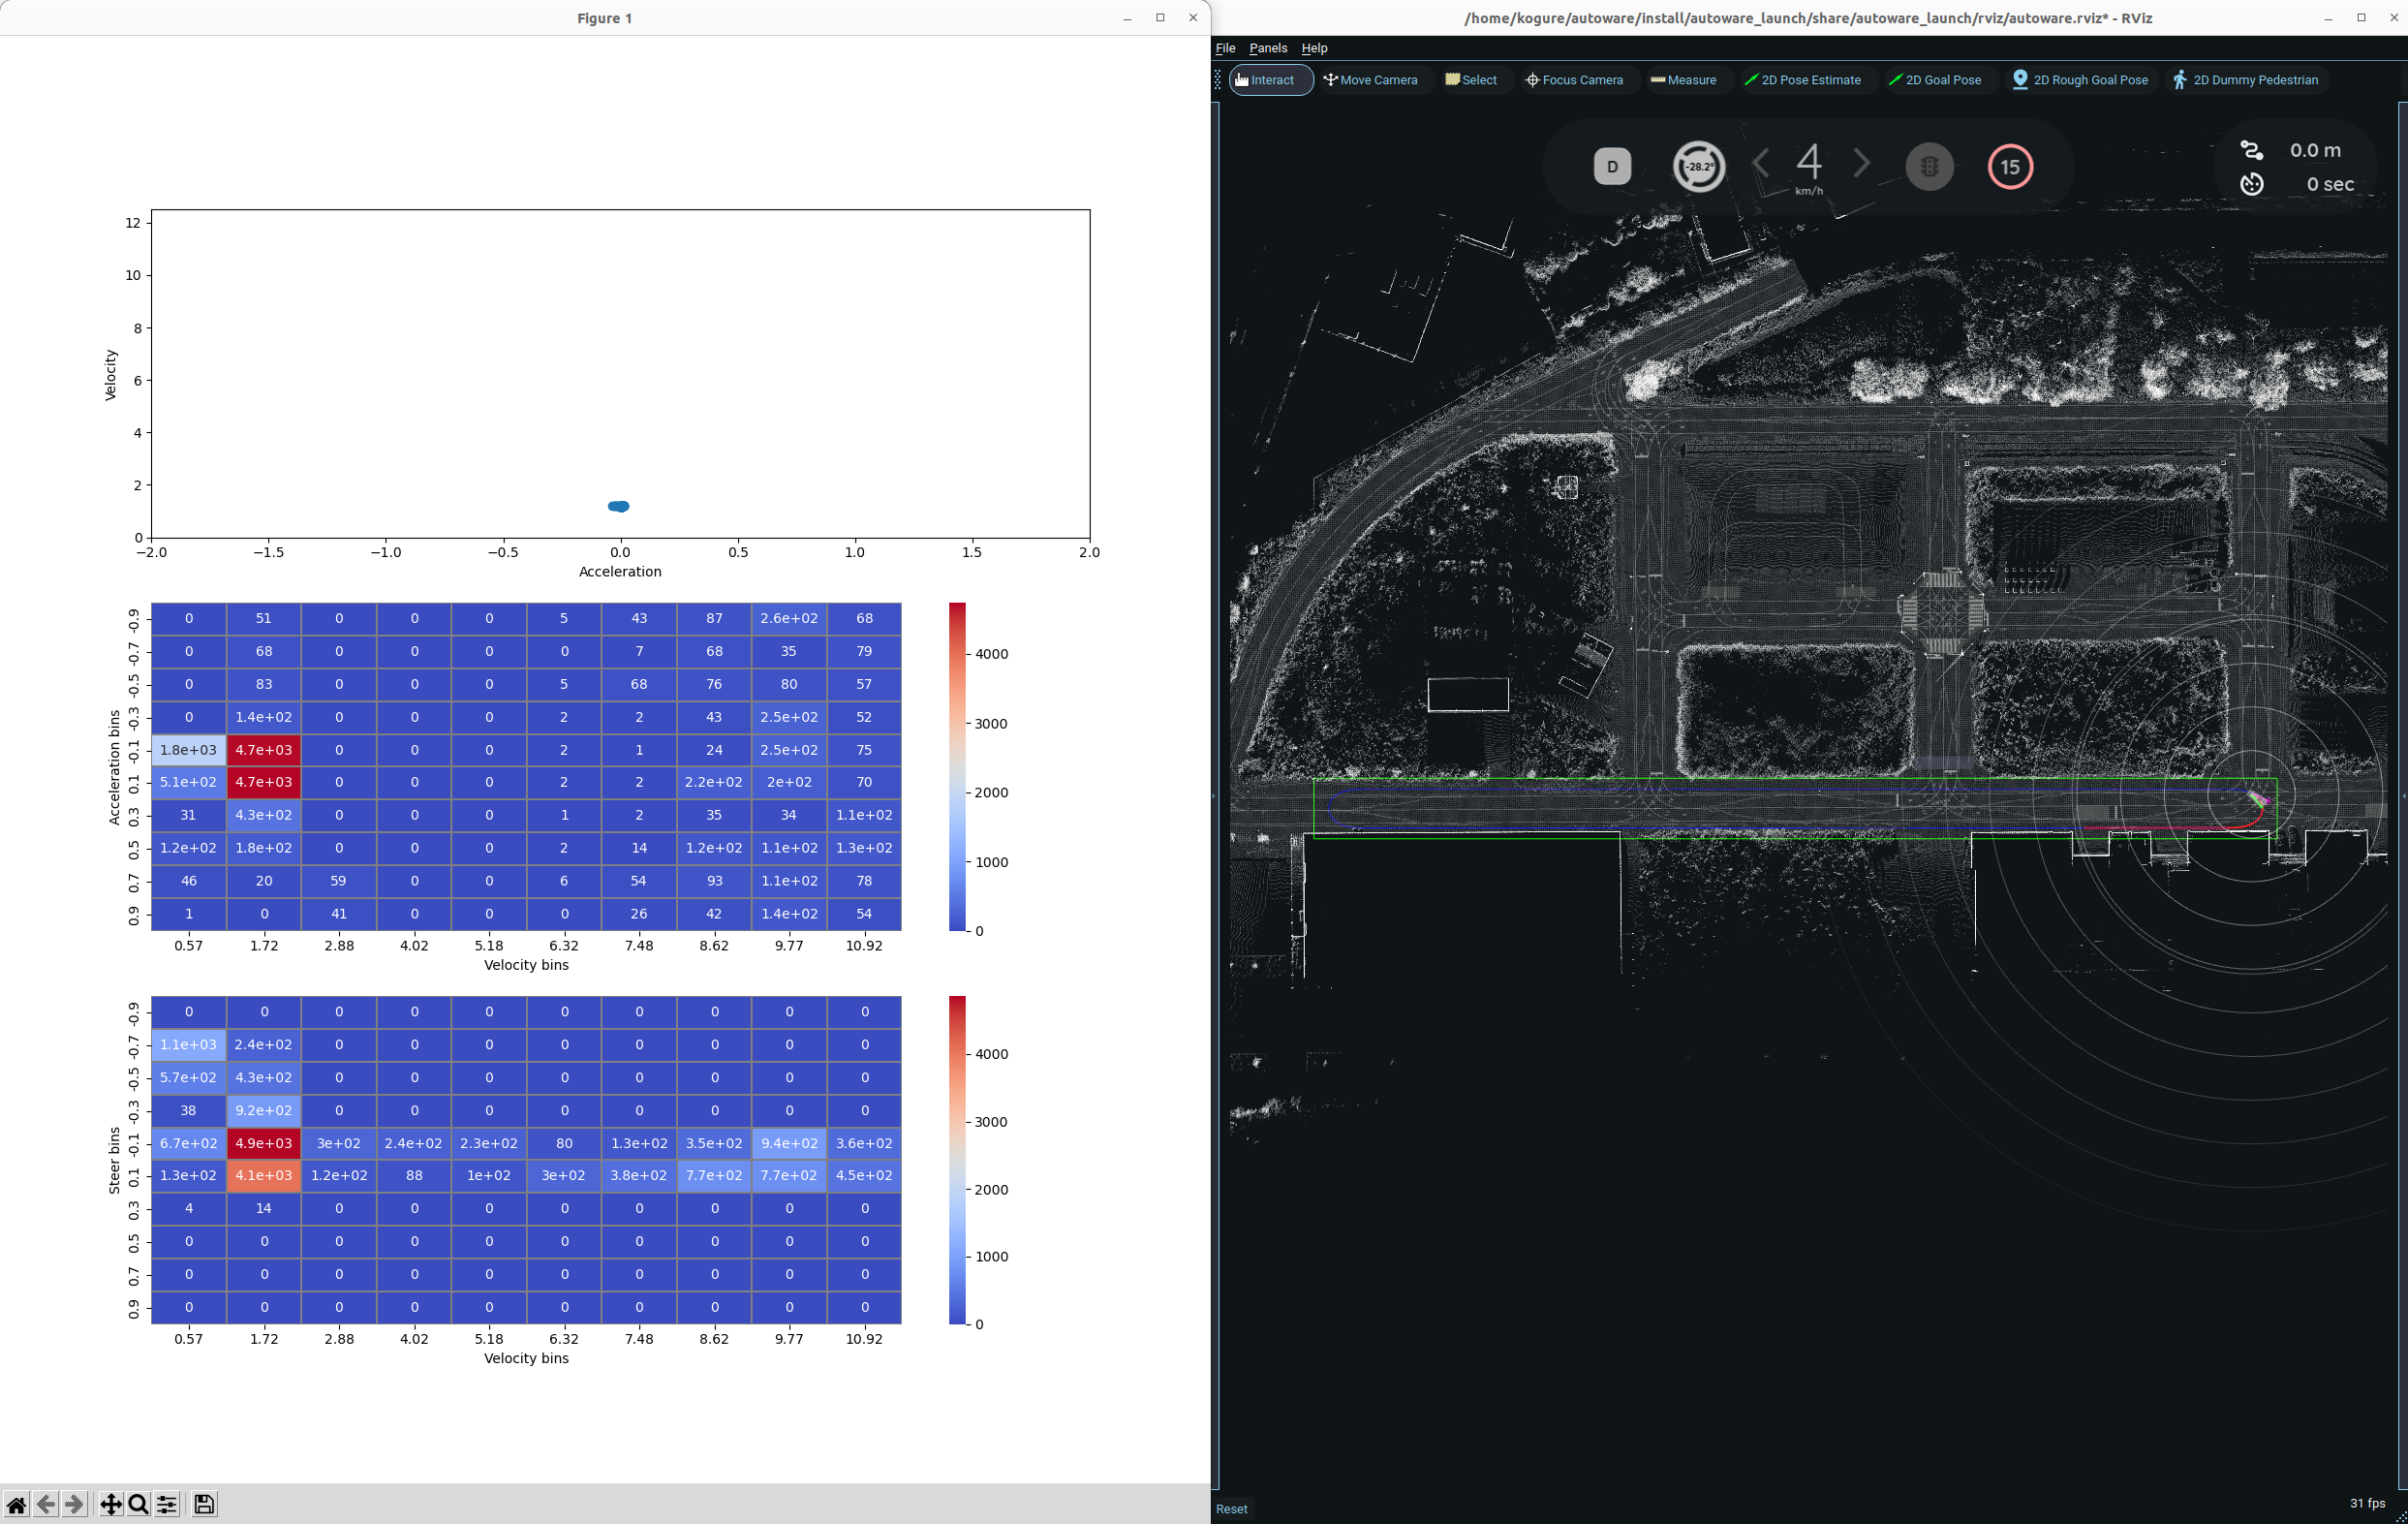 Figure 1
12
10
8
6
4
2
0
Velocity
−2.0 −1.5 −1.0 −0.5 0.0 0.5 1.0 1.5 2.0
Acceleration
-0.9 0 51 0 0 0 5 43 87 2.6e+02 68
-0.7 0 68 0 0 0 0 7 68 35 79
-0.5 0 83 0 0 0 5 68 76 80 57
-0.3 0 1.4e+02 0 0 0 2 2 43 2.5e+02 52
-0.1 1.8e+03 4.7e+03 0 0 0 2 1 24 2.5e+02 75
0.1 5.1e+02 4.7e+03 0 0 0 2 2 2.2e+02 2e+02 70
0.3 31 4.3e+02 0 0 0 1 2 35 34 1.1e+02
0.5 1.2e+02 1.8e+02 0 0 0 2 14 1.2e+02 1.1e+02 1.3e+02
0.7 46 20 59 0 0 6 54 93 1.1e+02 78
0.9 1 0 41 0 0 0 26 42 1.4e+02 54
Acceleration bins
0.57 1.72 2.88 4.02 5.18 6.32 7.48 8.62 9.77 10.92
Velocity bins
4000
3000
2000
1000
0
-0.9 0 0 0 0 0 0 0 0 0 0
-0.7 1.1e+03 2.4e+02 0 0 0 0 0 0 0 0
-0.5 5.7e+02 4.3e+02 0 0 0 0 0 0 0 0
-0.3 38 9.2e+02 0 0 0 0 0 0 0 0
-0.1 6.7e+02 4.9e+03 3e+02 2.4e+02 2.3e+02 80 1.3e+02 3.5e+02 9.4e+02 3.6e+02
0.1 1.3e+02 4.1e+03 1.2e+02 88 1e+02 3e+02 3.8e+02 7.7e+02 7.7e+02 4.5e+02
0.3 4 14 0 0 0 0 0 0 0 0
0.5 0 0 0 0 0 0 0 0 0 0
0.7 0 0 0 0 0 0 0 0 0 0
0.9 0 0 0 0 0 0 0 0 0 0
Steer bins
0.57 1.72 2.88 4.02 5.18 6.32 7.48 8.62 9.77 10.92
Velocity bins
4000
3000
2000
1000
0
/home/kogure/autoware/install/autoware_launch/share/autoware_launch/rviz/autoware.rviz* - RViz
File Panels Help
Interact Move Camera Select Focus Camera Measure 2D Pose Estimate 2D Goal Pose 2D Rough Goal Pose 2D Dummy Pedestrian
D -28.2° 4 15
km/h
0.0 m
0 sec
Reset 31 fps